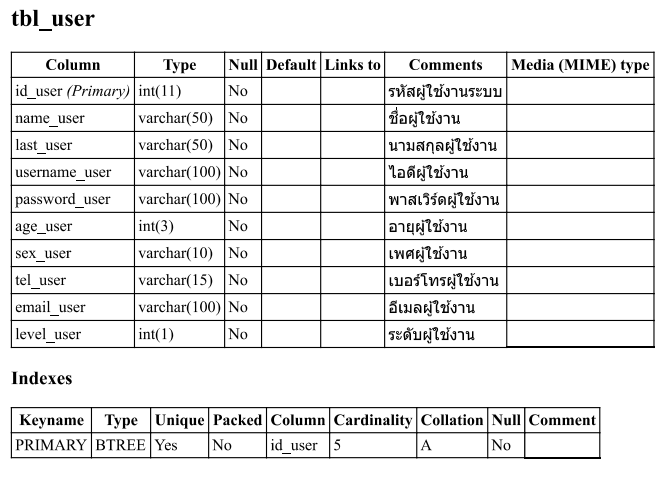 tbl_user
Column Type Null Default Links to Comments Media (MIME) type
id_user (Primary) int(11) No รหัสผู้ใช้งานระบบ
name_user varchar(50) No ชื่อผู้ใช้งาน
last_user varchar(50) No นามสกุลผู้ใช้งาน
username_user varchar(100) No ไอดีผู้ใช้งาน
password_user varchar(100) No พาสเวิร์ดผู้ใช้งาน
age_user int(3) No อายุผู้ใช้งาน
sex_user varchar(10) No เพศผู้ใช้งาน
tel_user varchar(15) No เบอร์โทรผู้ใช้งาน
email_user varchar(100) No อีเมลผู้ใช้งาน
level_user int(1) No ระดับผู้ใช้งาน
Indexes
Keyname Type Unique Packed Column Cardinality Collation Null Comment
PRIMARY BTREE Yes No id_user 5 A No